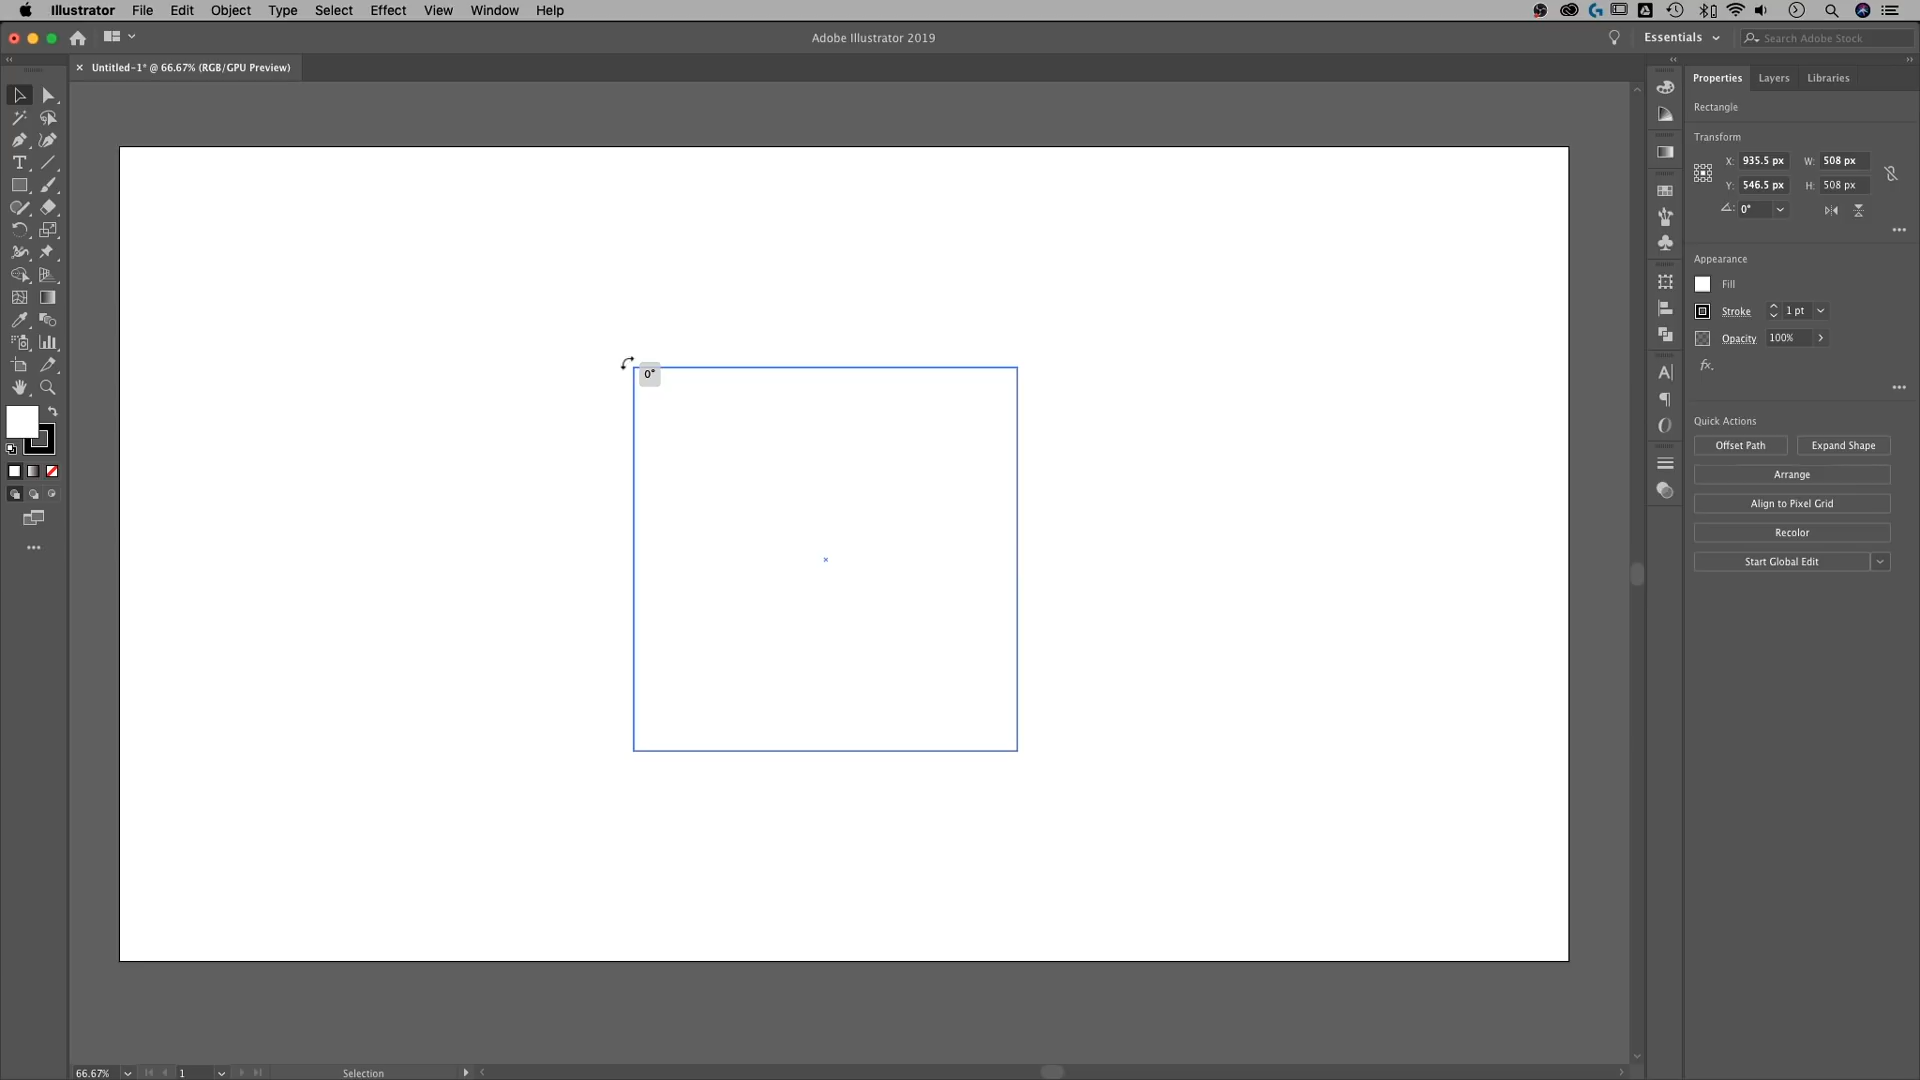 Illustrator File Edit Object Type Select Effect View Window Help
Adobe Illustrator 2019
Essentials
Search Adobe Stock
Untitled-1* @ 66.67% (RGB/GPU Preview)
Properties Layers Libraries
Rectangle
Transform
X: 935.5 px W: 508 px
Y: 546.5 px H: 508 px
0°
Appearance
Fill
Stroke 1 pt
Opacity 100%
fx.
0°
Quick Actions
Offset Path Expand Shape
Arrange
Align to Pixel Grid
Recolor
Start Global Edit
66.67% 1 Selection